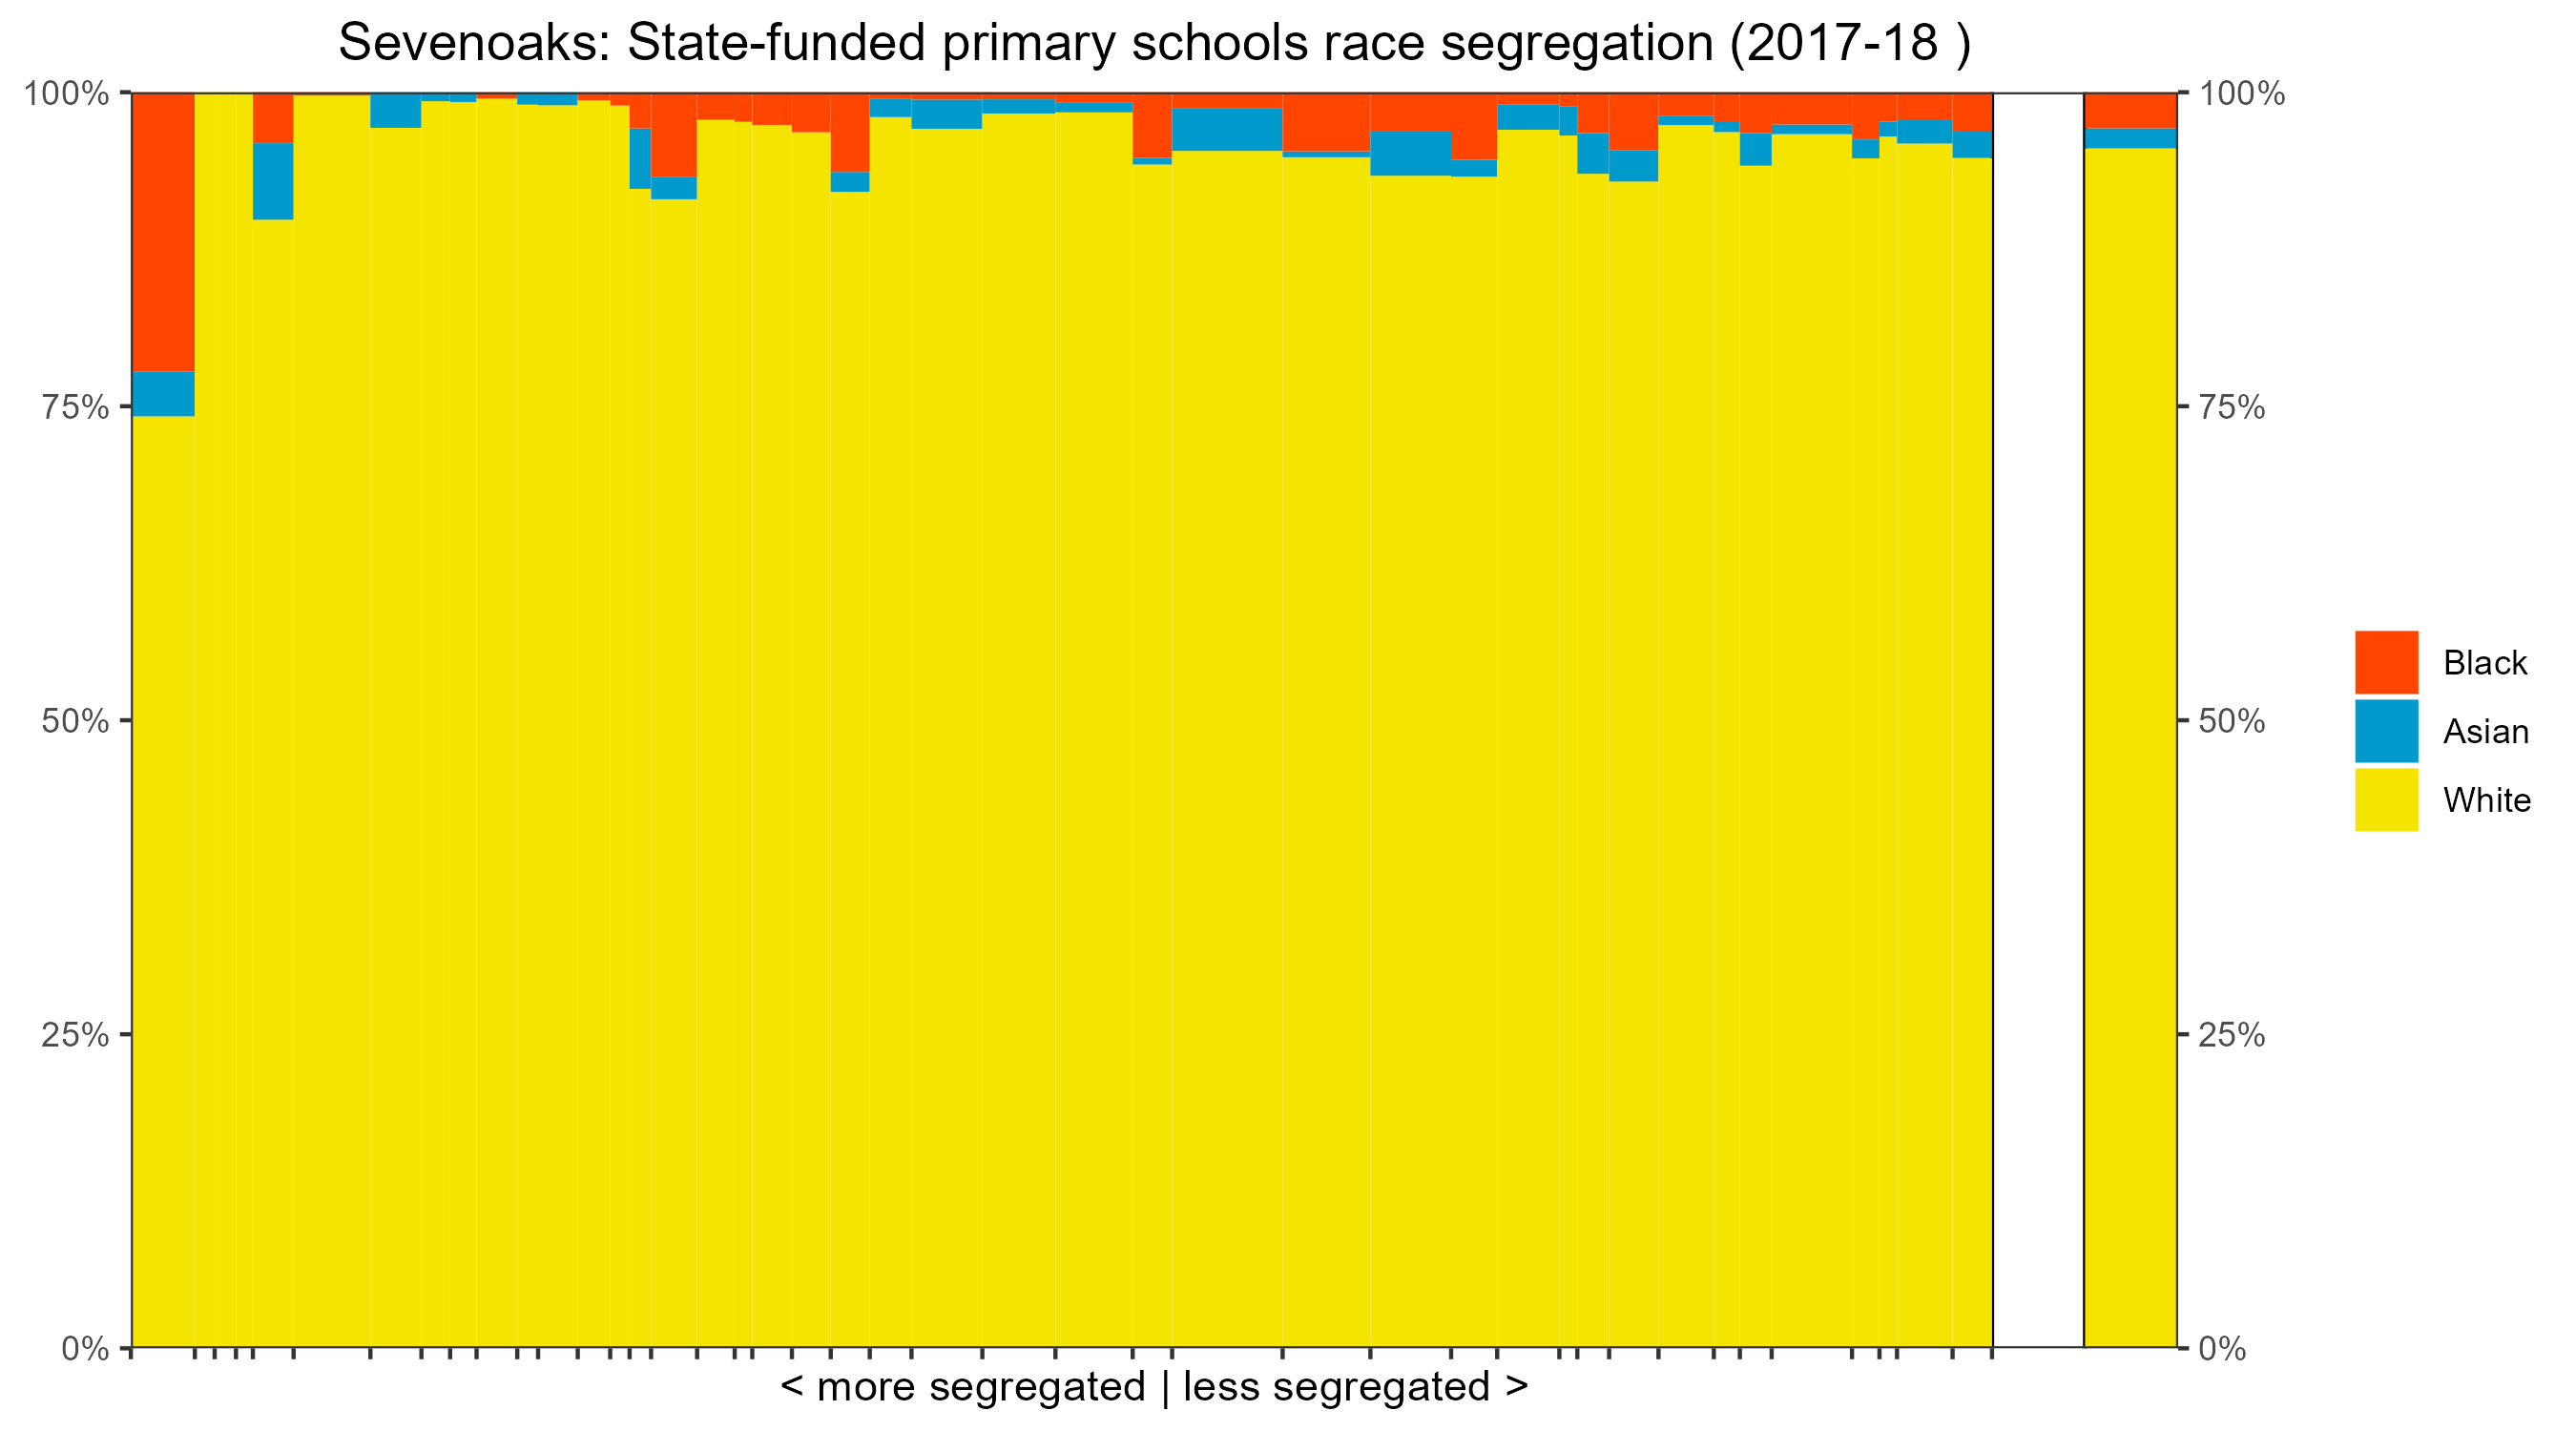 Sevenoaks: State-funded primary schools race segregation (2017-18 )
100%
75%
50%
25%
0%
100%
75%
50%
25%
0%
Black
Asian
White
< more segregated | less segregated >